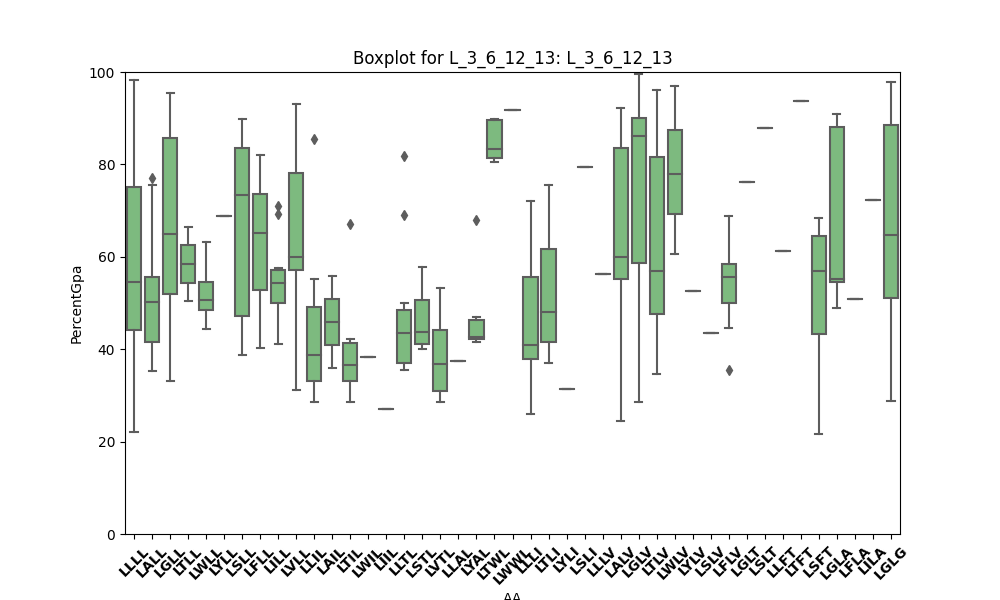 Boxplot for L_3_6_12_13: L_3_6_12_13
PercentGpa
100
80
60
40
20
0
LLLL LALL LGLL LTLL LWLL LYLL LSLL LFLL LILL LVLL LLIL LAIL LTIL LWIL LIIL LLTL LSTL LVTL LLAL LYAL LTWL LWWL LLLI LTLI LYLI LSLI LLLV LALV LGLV LTLV LWLV LYLV LSLV LFLV LGLT LSLT LLFT LTFT LSFT LGLA LFLA LILA LGLG
AA